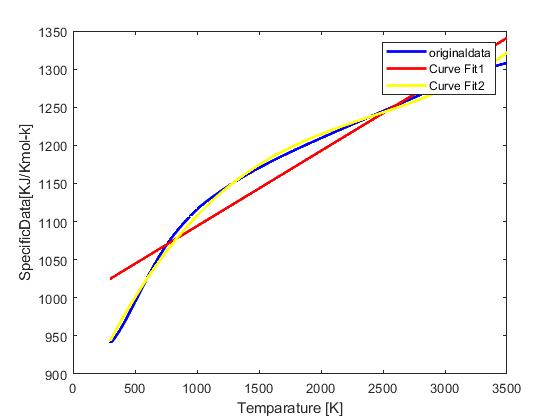 1350
1300
1250
1200
1150
1100
1050
1000
950
900
SpecificData[KJ/Kmol-k]
originaldata
Curve Fit1
Curve Fit2
0 500 1000 1500 2000 2500 3000 3500
Temparature [K]